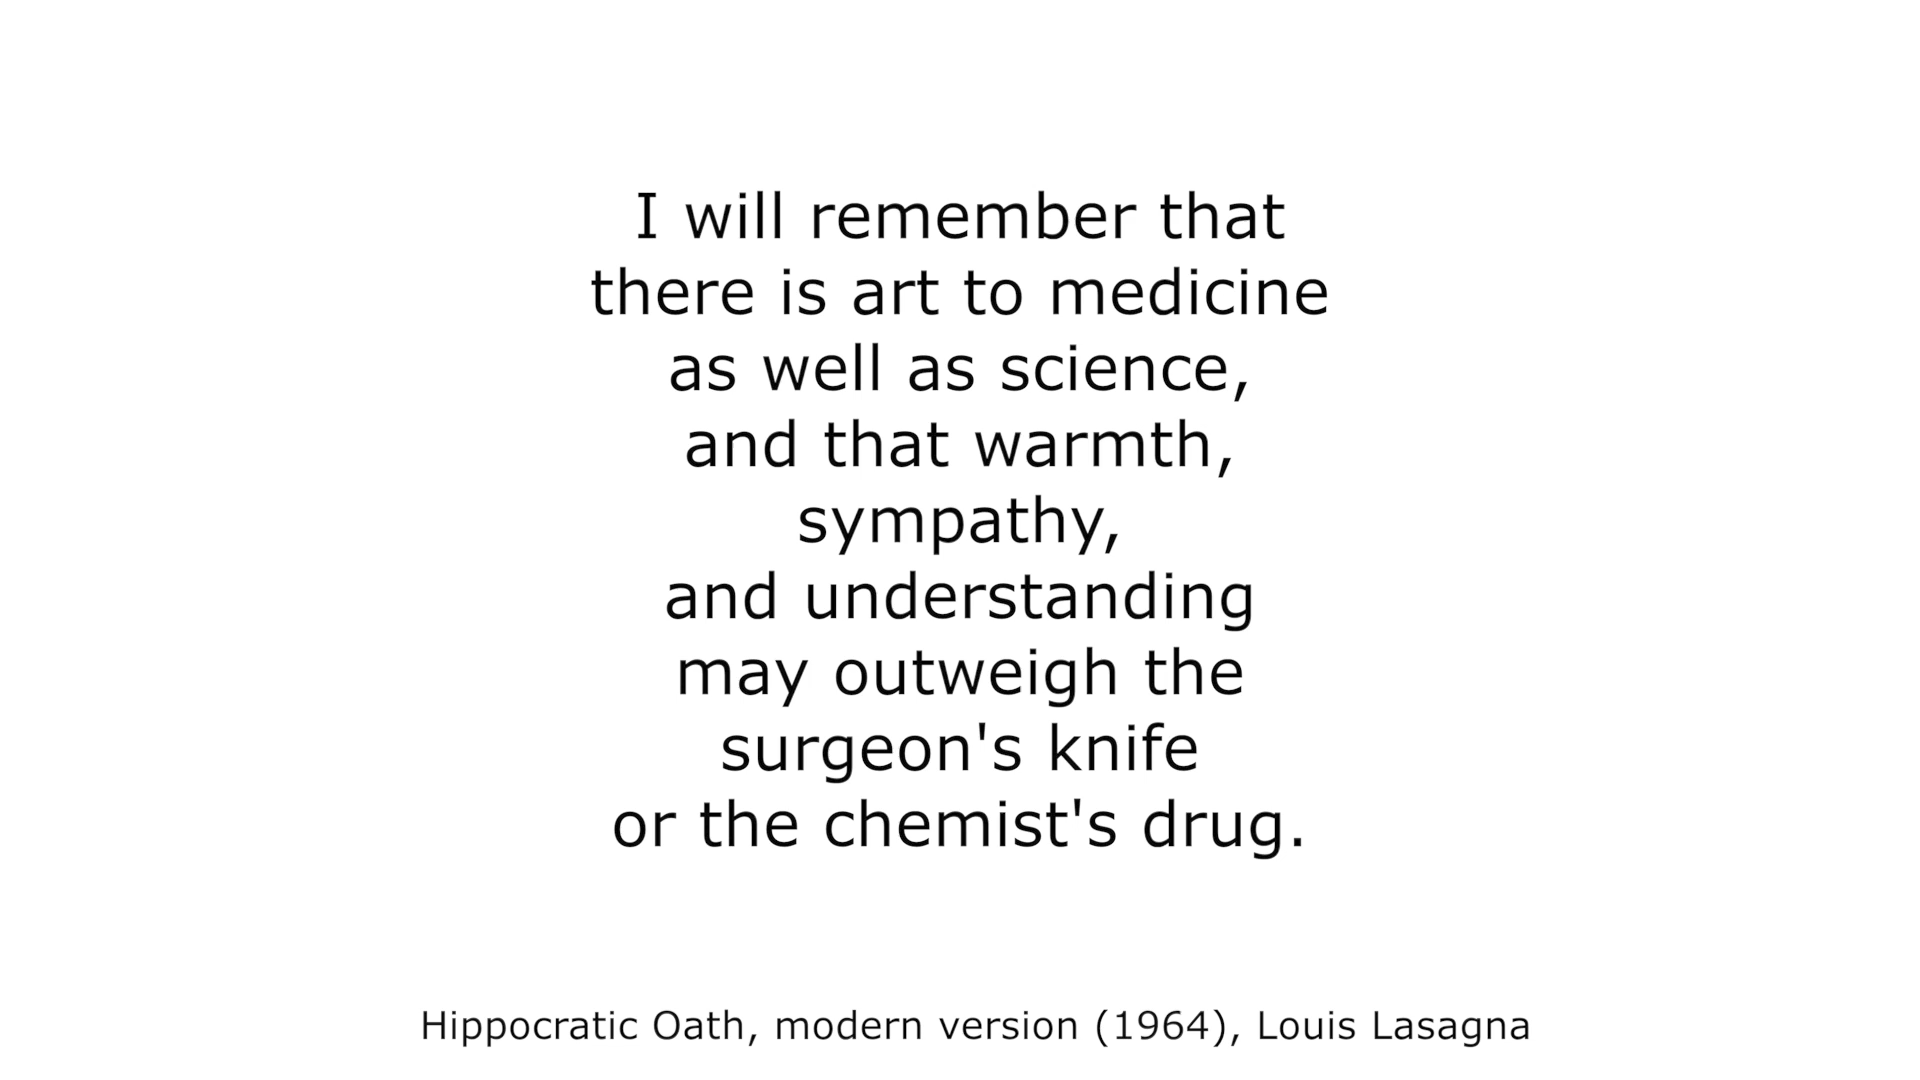 I will remember that
there is art to medicine
as well as science,
and that warmth,
sympathy,
and understanding
may outweigh the
surgeon's knife
or the chemist's drug.
Hippocratic Oath, modern version (1964), Louis Lasagna